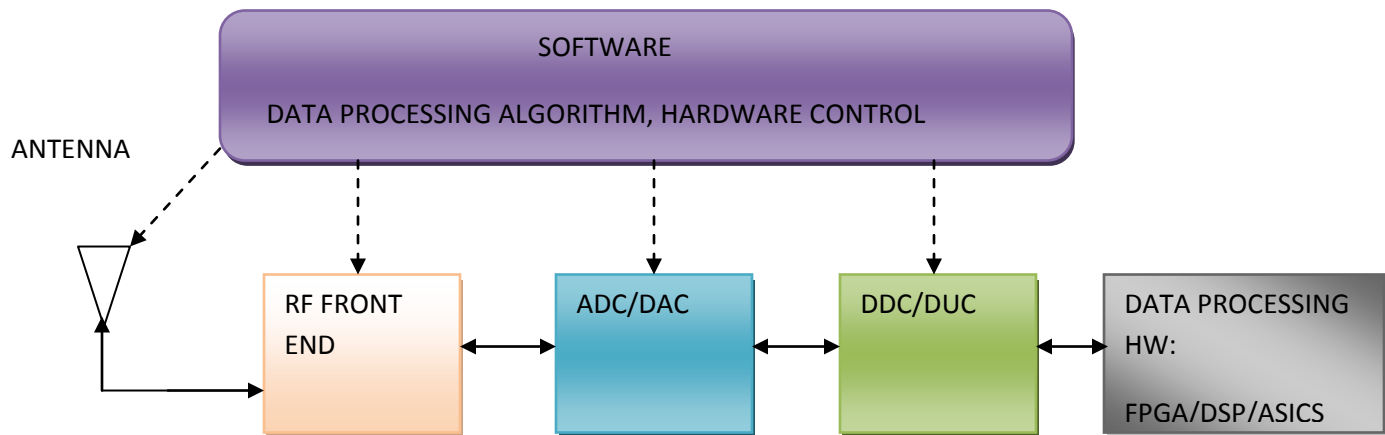 SOFTWARE
DATA PROCESSING ALGORITHM, HARDWARE CONTROL
ANTENNA
RF FRONT
END
ADC/DAC
DDC/DUC
DATA PROCESSING
HW:
FPGA/DSP/ASICS